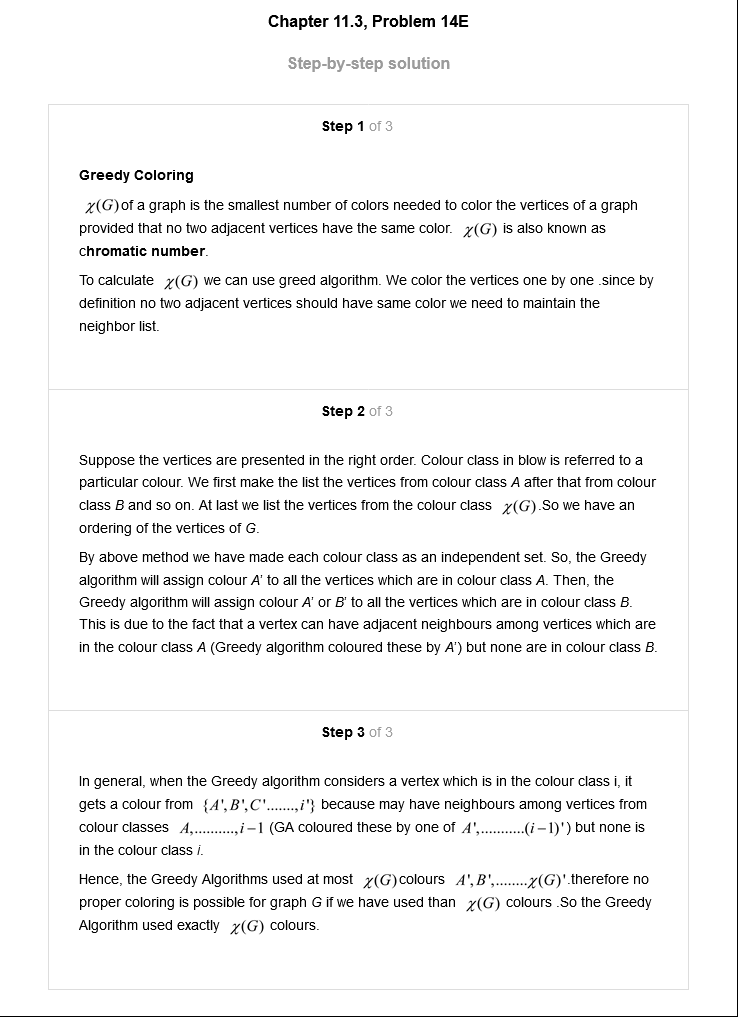 Chapter 11.3, Problem 14E
Step-by-step solution
Step 1 of 3
Greedy Coloring
χ(G) of a graph is the smallest number of colors needed to color the vertices of a graph
provided that no two adjacent vertices have the same color. χ(G) is also known as
chromatic number.
To calculate χ(G) we can use greed algorithm. We color the vertices one by one .since by
definition no two adjacent vertices should have same color we need to maintain the
neighbor list.
Step 2 of 3
Suppose the vertices are presented in the right order. Colour class in blow is referred to a
particular colour. We first make the list the vertices from colour class A after that from colour
class B and so on. At last we list the vertices from the colour class χ(G).So we have an
ordering of the vertices of G.
By above method we have made each colour class as an independent set. So, the Greedy
algorithm will assign colour A' to all the vertices which are in colour class A. Then, the
Greedy algorithm will assign colour A' or B' to all the vertices which are in colour class B.
This is due to the fact that a vertex can have adjacent neighbours among vertices which are
in the colour class A (Greedy algorithm coloured these by A') but none are in colour class B.
Step 3 of 3
In general, when the Greedy algorithm considers a vertex which is in the colour class i, it
gets a colour from {A',B',C'.......,i'} because may have neighbours among vertices from
colour classes A,..........,i−1 (GA coloured these by one of A',...........(i−1)') but none is
in the colour class i.
Hence, the Greedy Algorithms used at most χ(G) colours A',B',........χ(G)'.therefore no
proper coloring is possible for graph G if we have used than χ(G) colours .So the Greedy
Algorithm used exactly χ(G) colours.